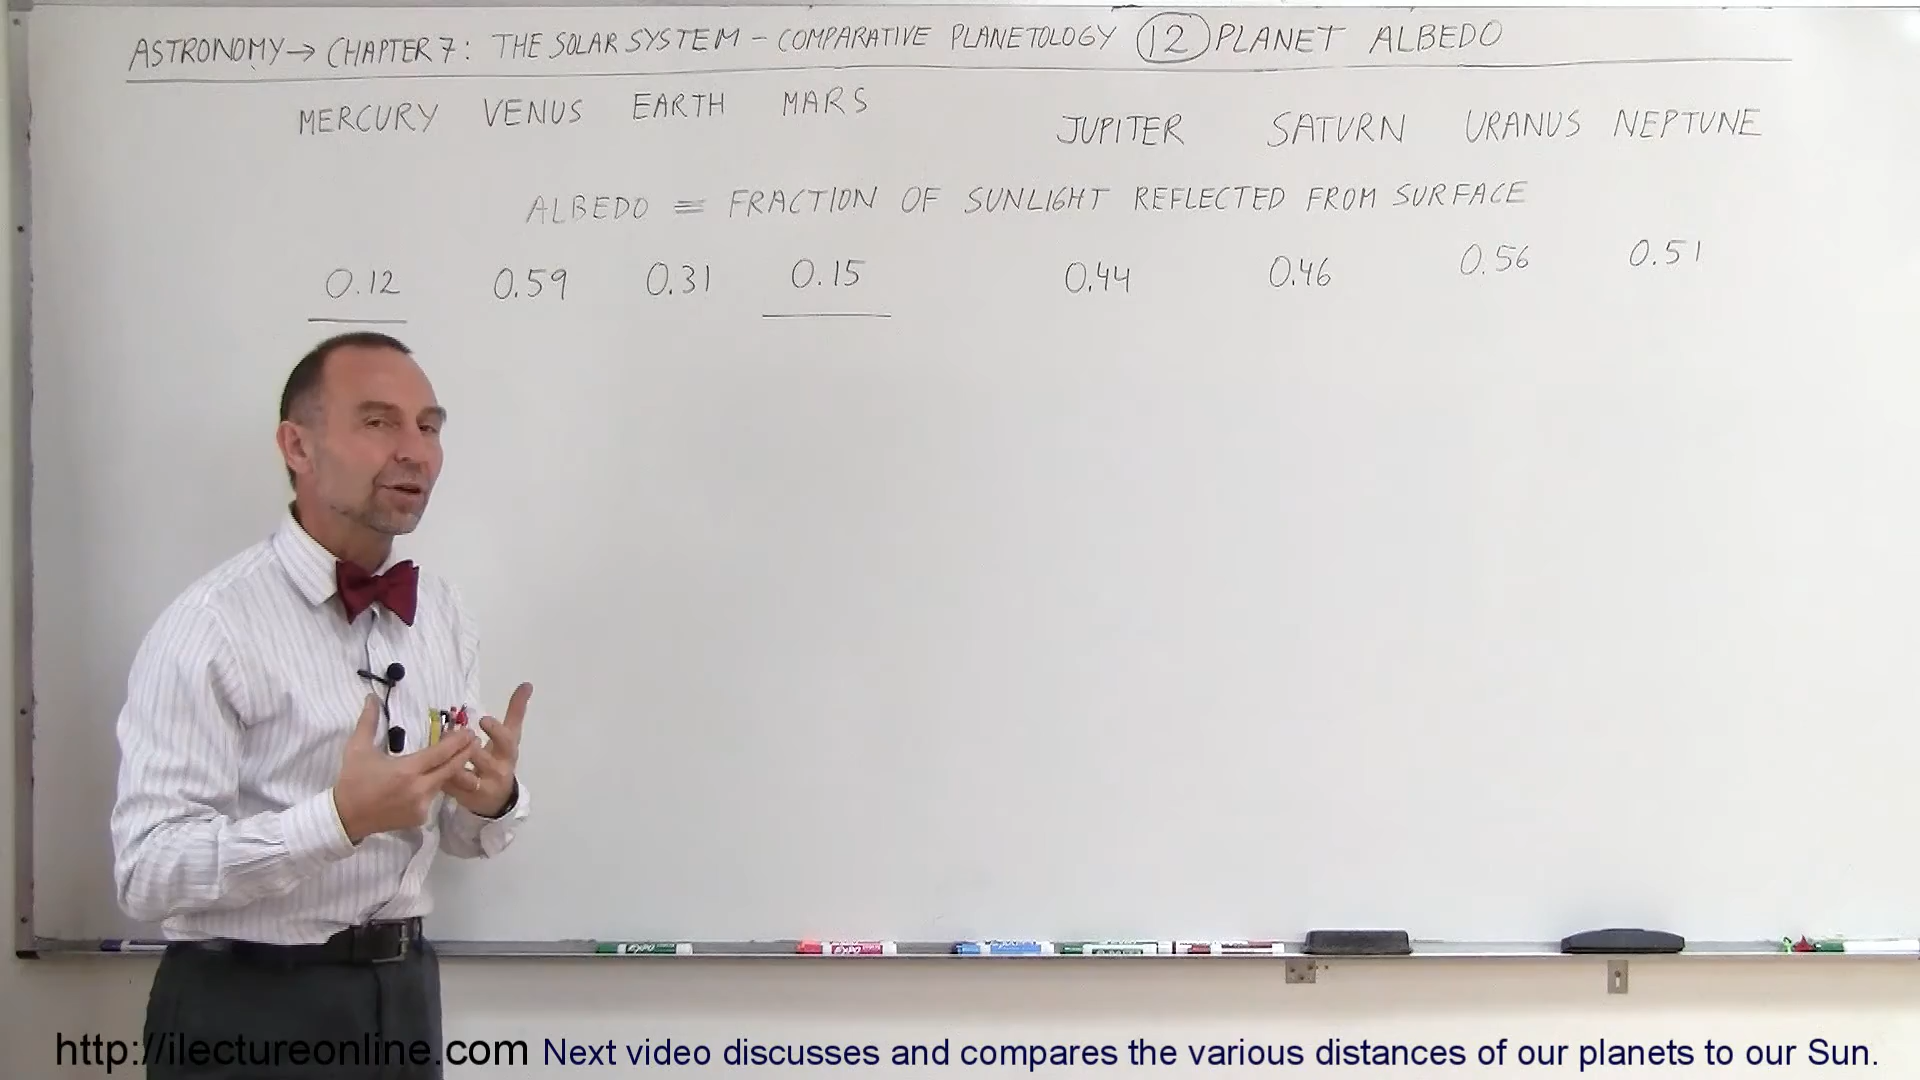 ASTRONOMY→ CHAPTER 7: THE SOLAR SYSTEM – COMPARATIVE PLANETOLOGY 12 PLANET ALBEDO
MERCURY VENUS EARTH MARS JUPITER SATURN URANUS NEPTUNE
ALBEDO = FRACTION OF SUNLIGHT REFLECTED FROM SURFACE
0.12 0.59 0.31 0.15 0.44 0.46 0.56 0.51
http://ilectureonline.com Next video discusses and compares the various distances of our planets to our Sun.